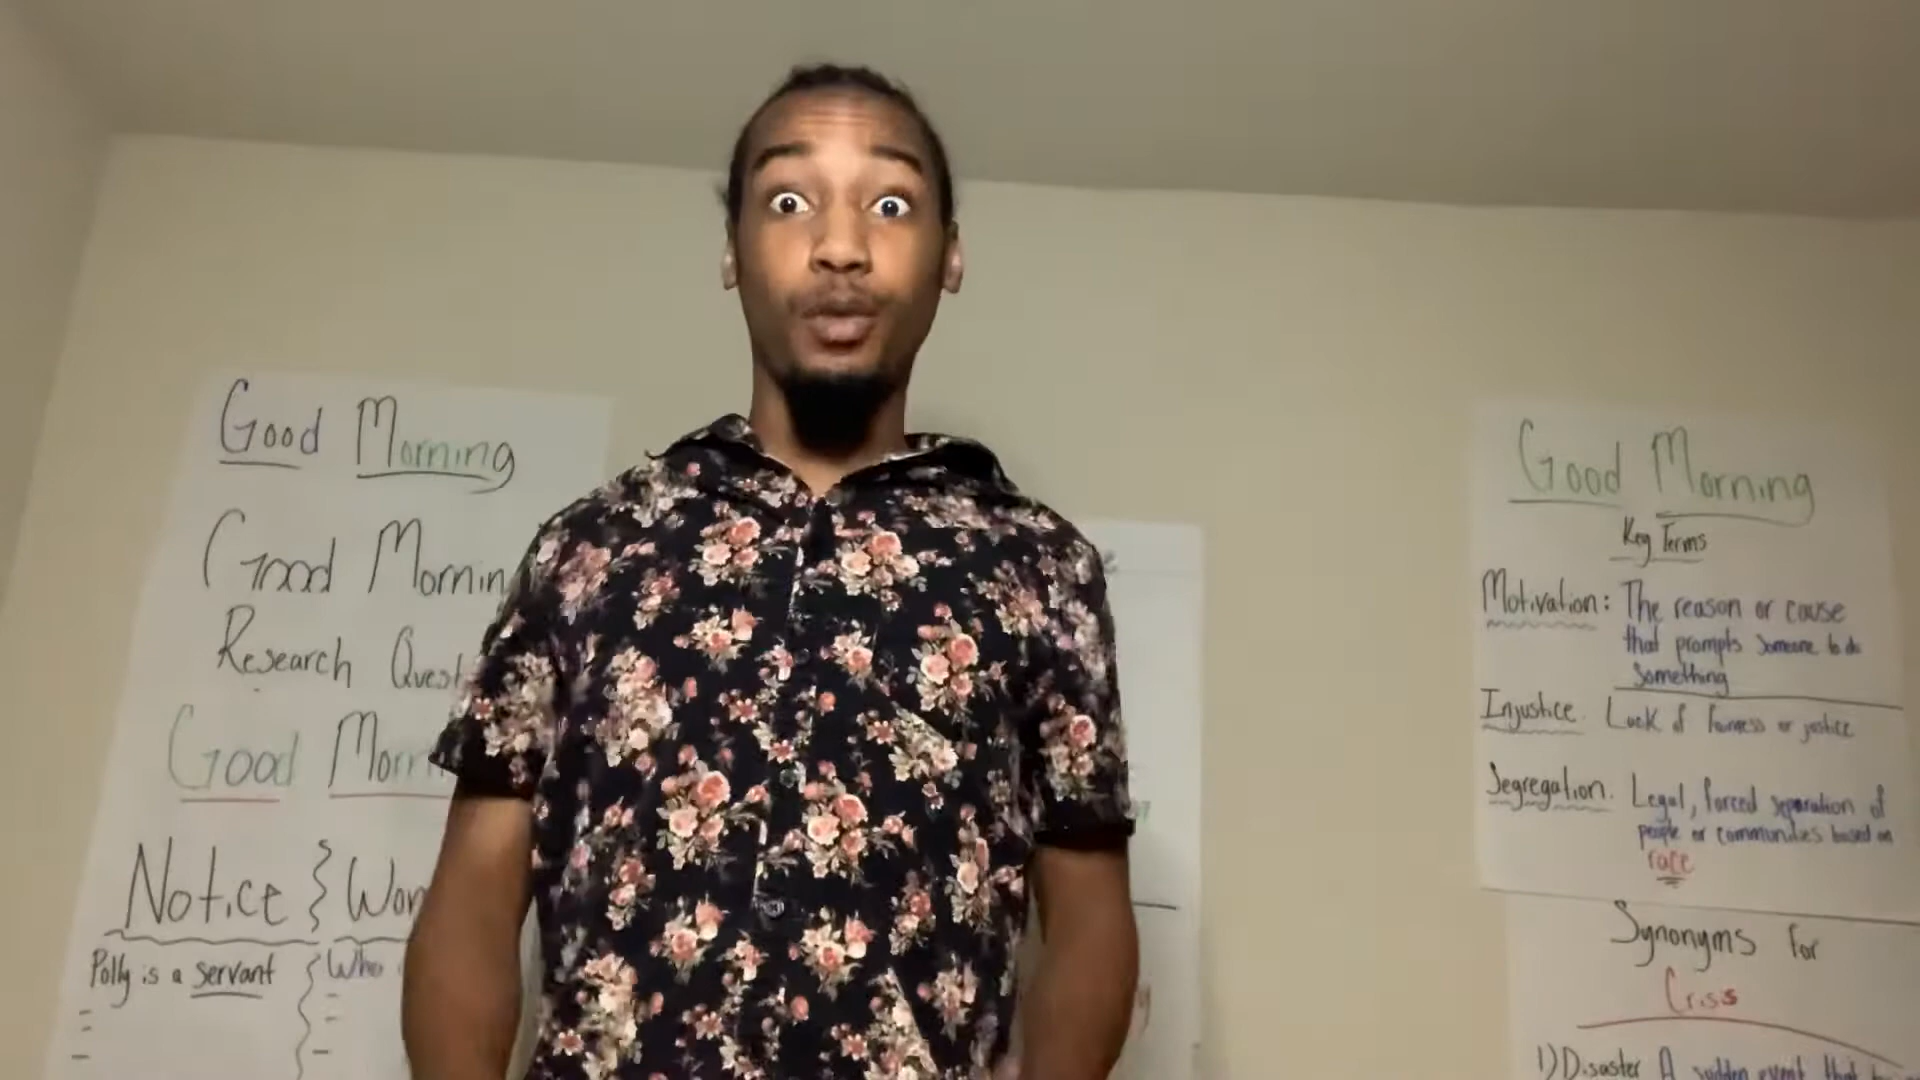 Good Morning
Good Mornin
Research Quest
Good Morn
Notice Won
Polly is a servant
Who
Good Morning
Key Terms
Motivation: The reason or cause
that prompts someone to do
Something
Injustice. Lack of fairness or justice
Segregation. Legal, forced separation of
people or communities based on
race
Synonyms for
Crisis
1) Disaster A sudden event that